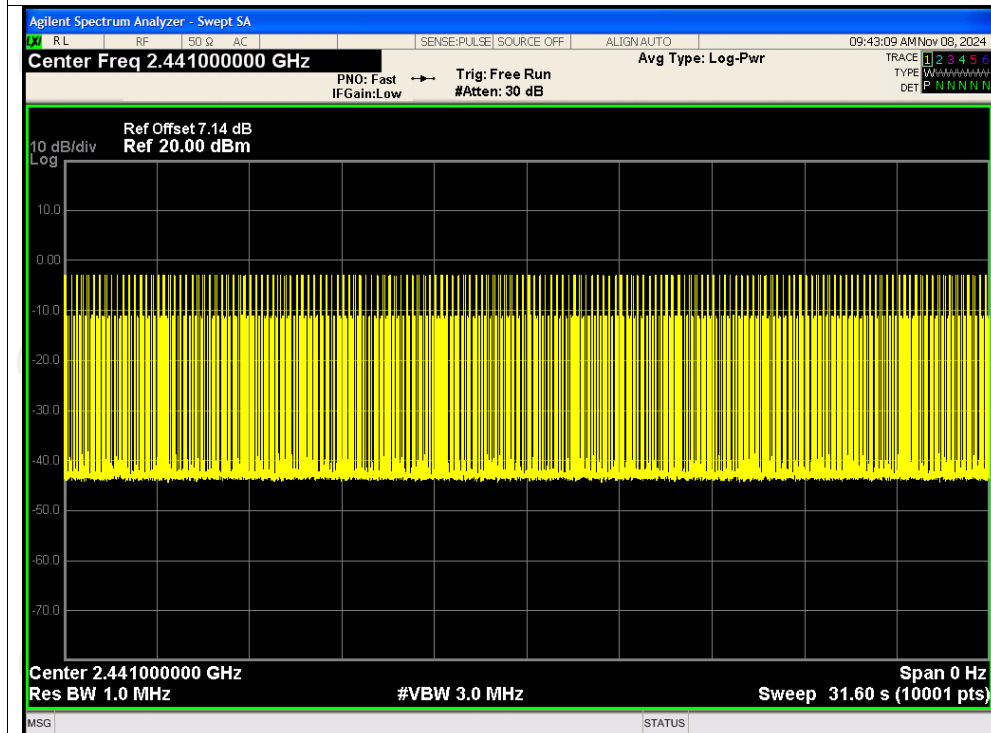 Agilent Spectrum Analyzer - Swept SA
LXI RL RF 50 Ω AC SENSE:PULSE SOURCE OFF ALIGN AUTO 09:43:09 AM Nov 08, 2024
Center Freq 2.441000000 GHz Avg Type: Log-Pwr TRACE 1 2 3 4 5 6
PNO: Fast Trig: Free Run TYPE WWWWWW
IFGain:Low #Atten: 30 dB DET P N N N N N
Ref Offset 7.14 dB
10 dB/div Ref 20.00 dBm
Log
10.0
0.00
-10.0
-20.0
-30.0
-40.0
-50.0
-60.0
-70.0
Center 2.441000000 GHz Span 0 Hz
Res BW 1.0 MHz #VBW 3.0 MHz Sweep 31.60 s (10001 pts)
MSG STATUS